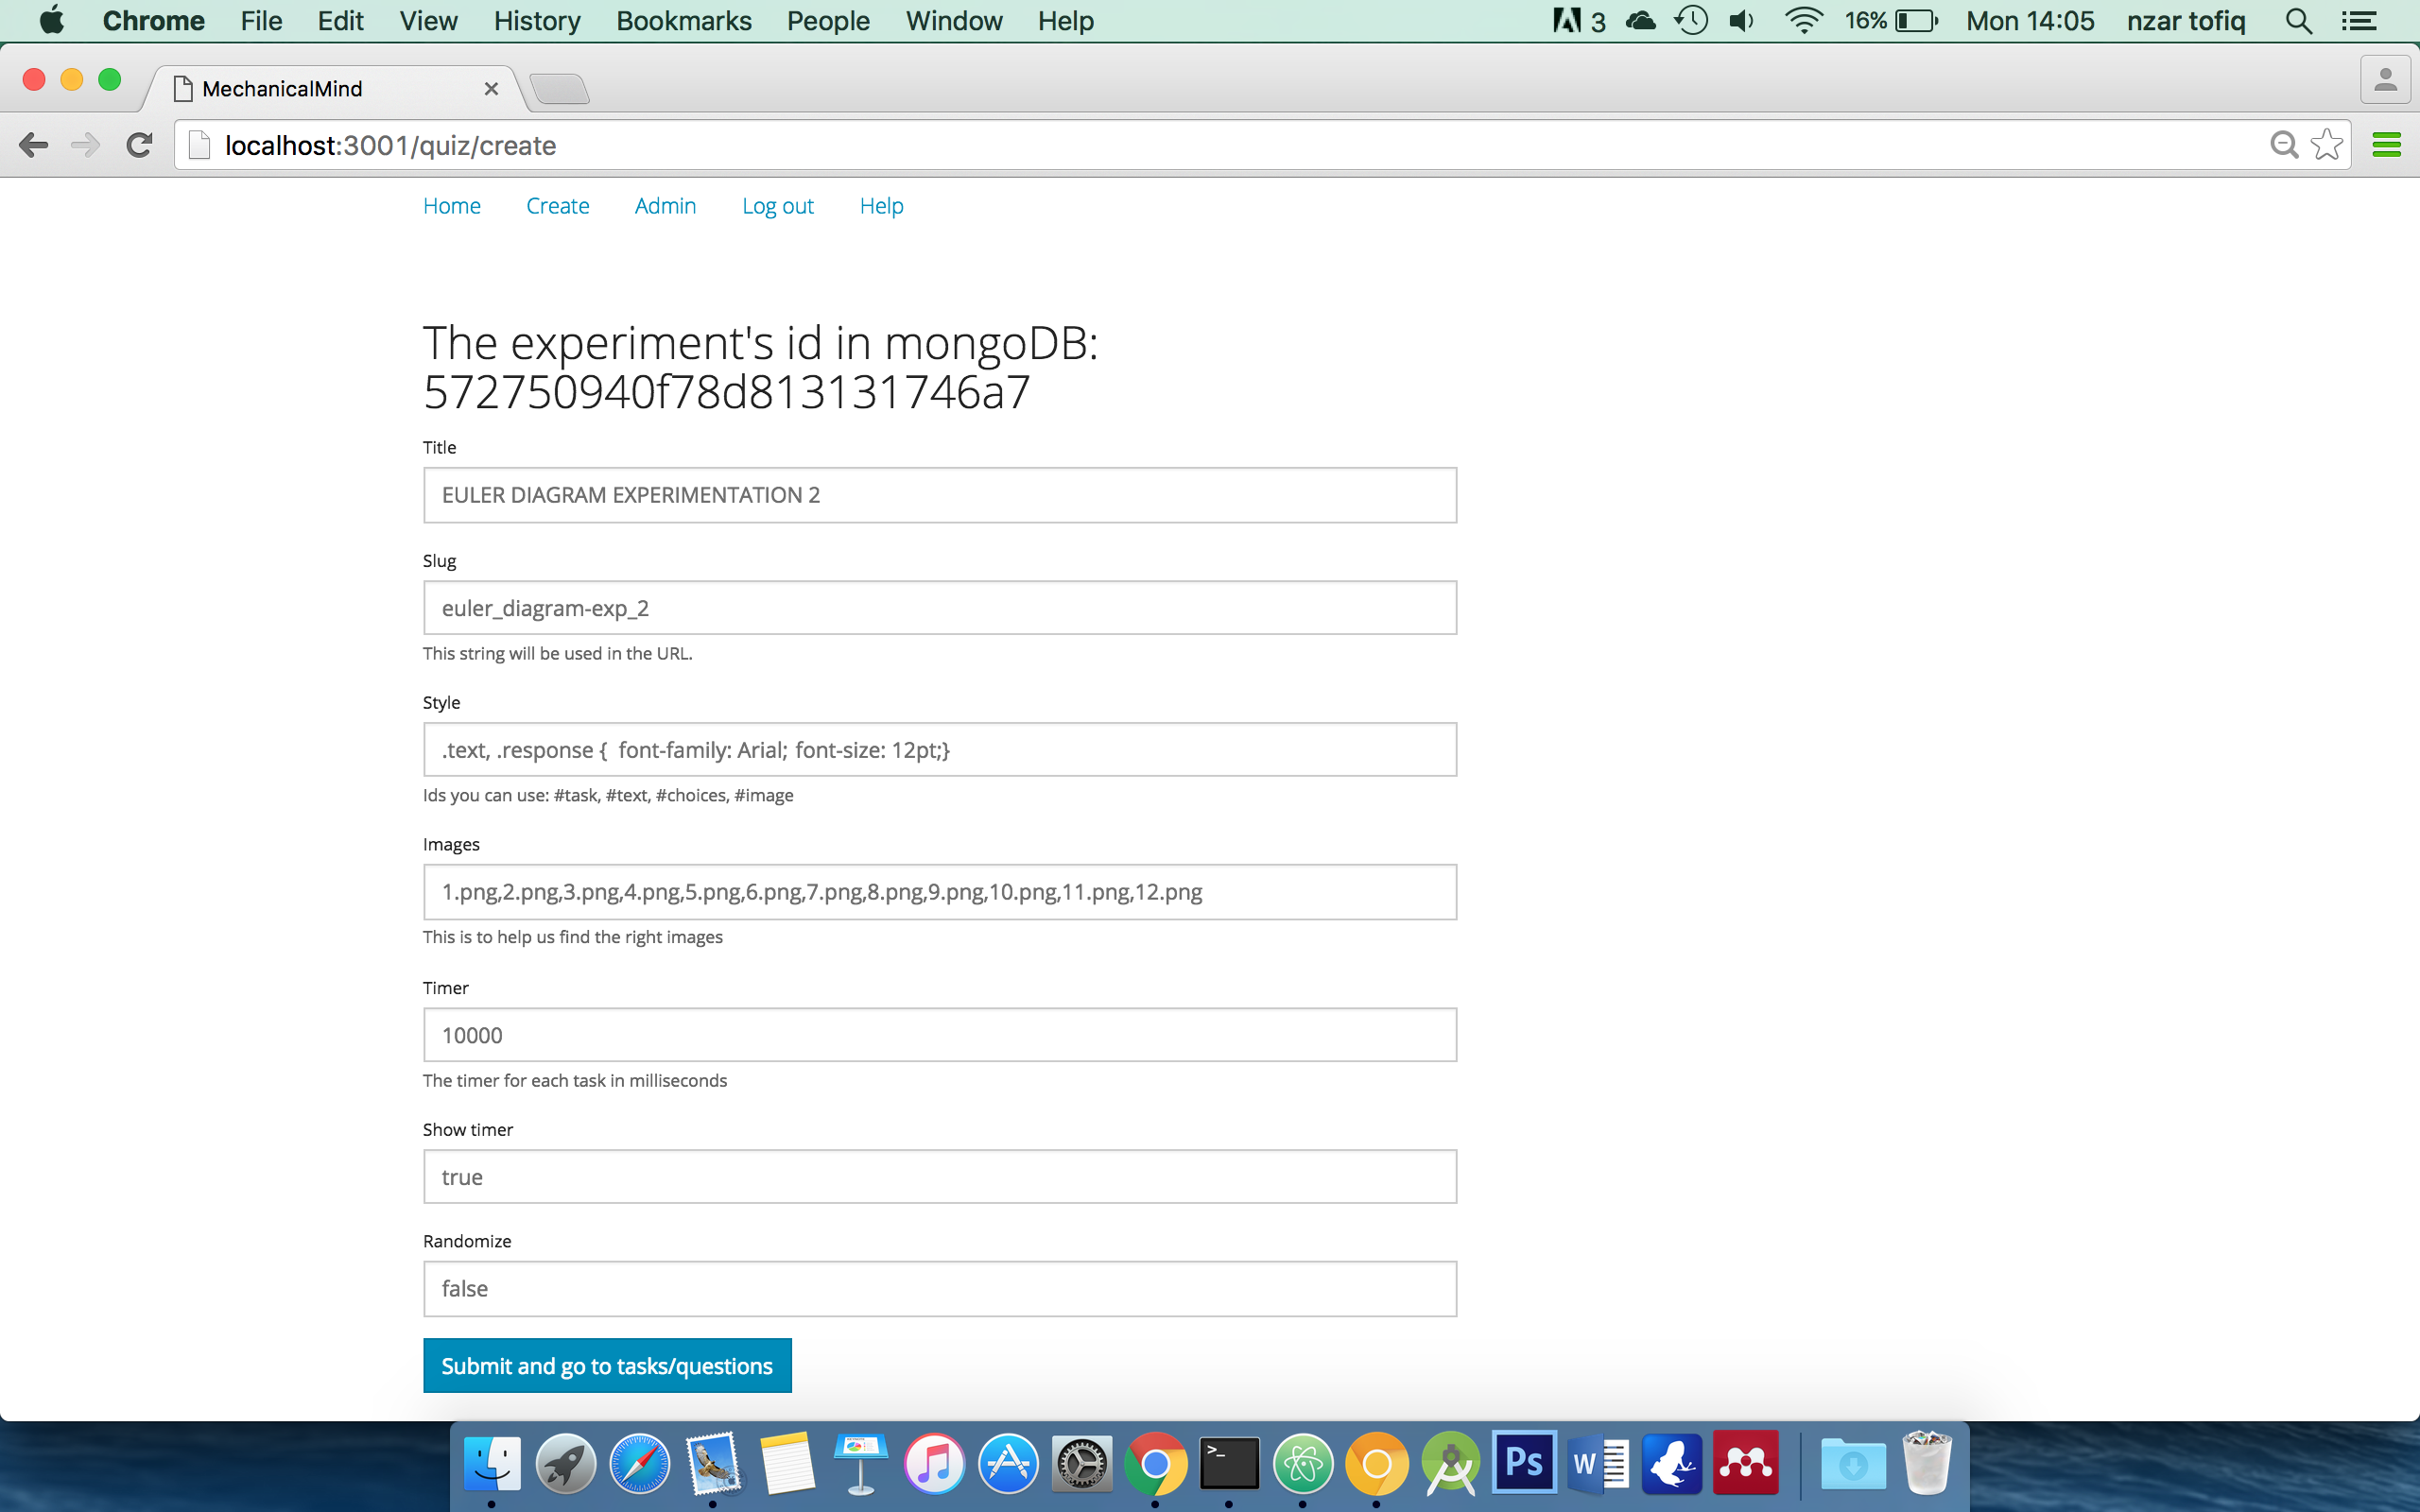 Chrome File Edit View History Bookmarks People Window Help 3 16% Mon 14:05 nzar tofiq
MechanicalMind
localhost:3001/quiz/create
Home Create Admin Log out Help
The experiment's id in mongoDB:
572750940f78d813131746a7
Title
EULER DIAGRAM EXPERIMENTATION 2
Slug
euler_diagram-exp_2
This string will be used in the URL.
Style
.text, .response {  font-family: Arial; font-size: 12pt;}
Ids you can use: #task, #text, #choices, #image
Images
1.png,2.png,3.png,4.png,5.png,6.png,7.png,8.png,9.png,10.png,11.png,12.png
This is to help us find the right images
Timer
10000
The timer for each task in milliseconds
Show timer
true
Randomize
false
Submit and go to tasks/questions
>_ Ps W